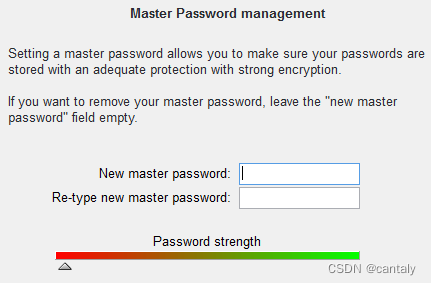 Master Password management
Setting a master password allows you to make sure your passwords are
stored with an adequate protection with strong encryption.
If you want to remove your master password, leave the "new master
password" field empty.
New master password:
Re-type new master password:
Password strength
CSDN @cantaly